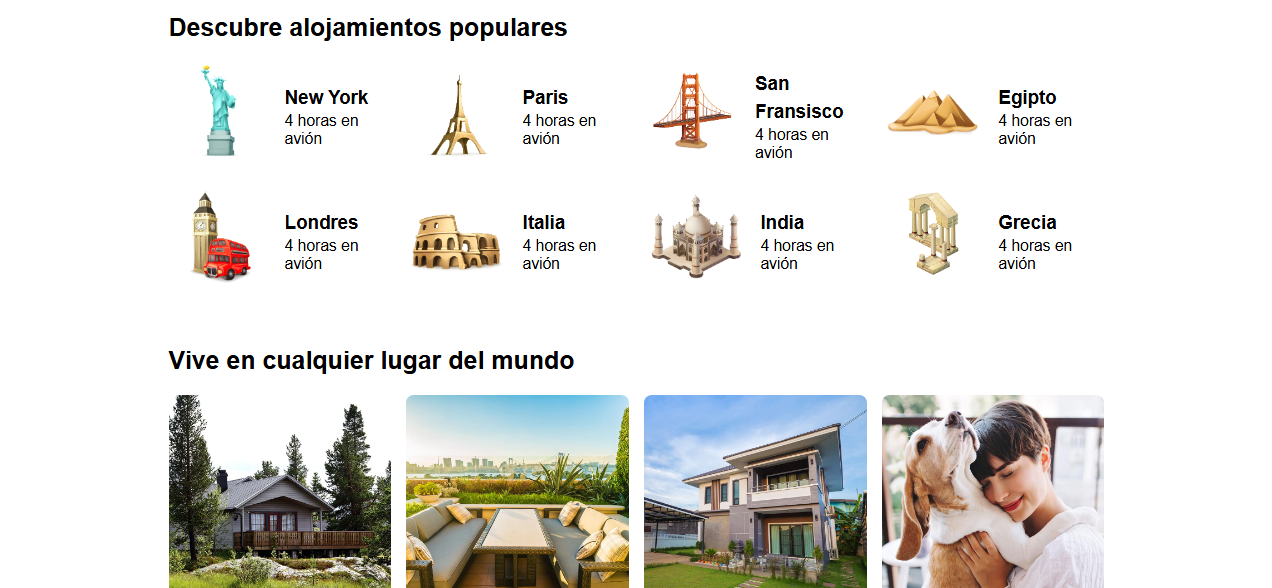 Descubre alojamientos populares
New York
4 horas en
avión
Paris
4 horas en
avión
San
Fransisco
4 horas en
avión
Egipto
4 horas en
avión
Londres
4 horas en
avión
Italia
4 horas en
avión
India
4 horas en
avión
Grecia
4 horas en
avión
Vive en cualquier lugar del mundo